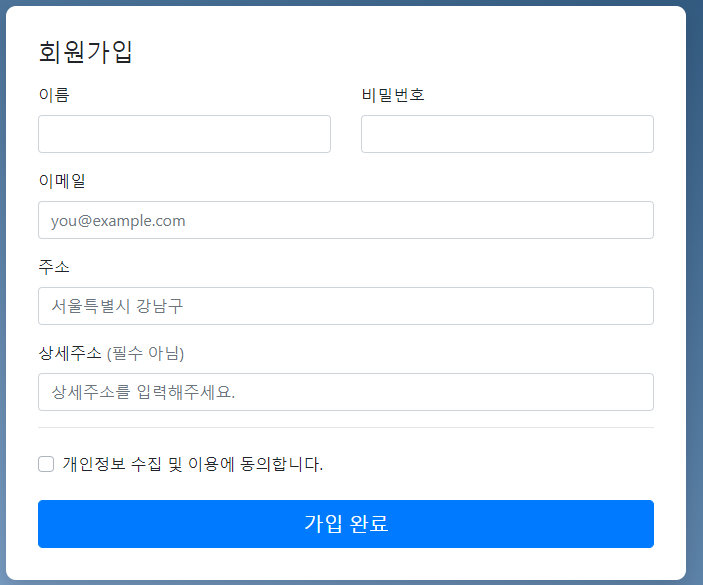 회원가입
이름 비밀번호
이메일
you@example.com
주소
서울특별시 강남구
상세주소 (필수 아님)
상세주소를 입력해주세요.
개인정보 수집 및 이용에 동의합니다.
가입 완료